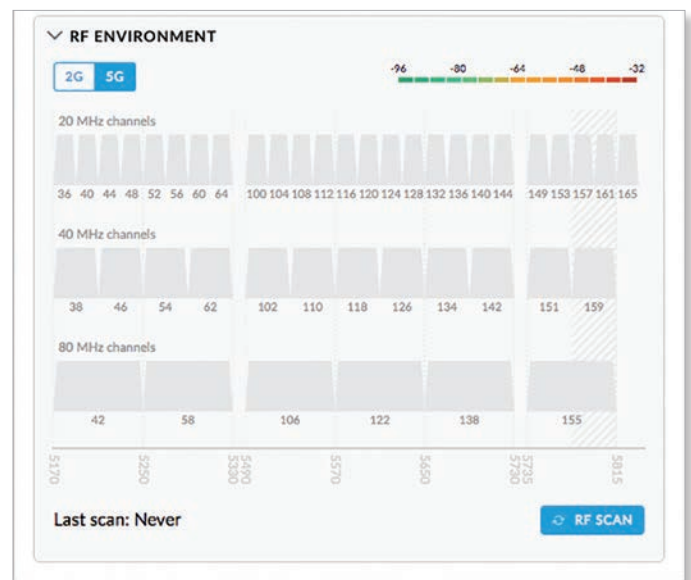 RF ENVIRONMENT
2G 5G
-96 -80 -64 -48 -32
20 MHz channels
36 40 44 48 52 56 60 64 100 104 108 112 116 120 124 128 132 136 140 144 149 153 157 161 165
40 MHz channels
38 46 54 62 102 110 118 126 134 142 151 159
80 MHz channels
42 58 106 122 138 155
5170 5250 5330 5490 5570 5650 5730 5735 5815
Last scan: Never
RF SCAN